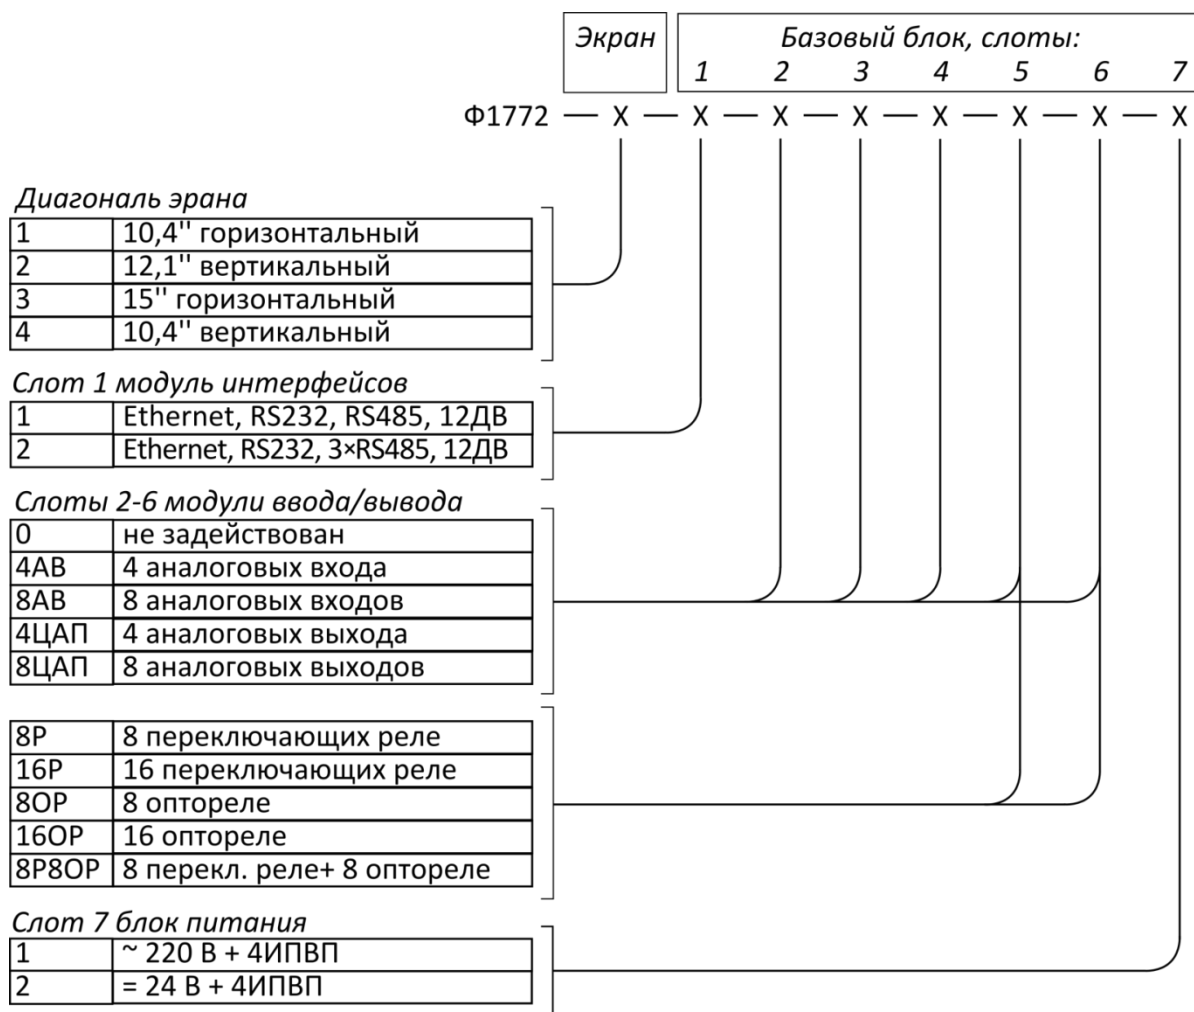 Экран Базовый блок, слоты:
1 2 3 4 5 6 7
Ф1772 — X — X — X — X — X — X — X — X
Диагональ эрана
1 10,4'' горизонтальный
2 12,1'' вертикальный
3 15'' горизонтальный
4 10,4'' вертикальный
Слот 1 модуль интерфейсов
1 Ethernet, RS232, RS485, 12ДВ
2 Ethernet, RS232, 3×RS485, 12ДВ
Слоты 2-6 модули ввода/вывода
0 не задействован
4АВ 4 аналоговых входа
8АВ 8 аналоговых входов
4ЦАП 4 аналоговых выхода
8ЦАП 8 аналоговых выходов
8Р 8 переключающих реле
16Р 16 переключающих реле
8ОР 8 оптореле
16ОР 16 оптореле
8Р8ОР 8 перекл. реле+ 8 оптореле
Слот 7 блок питания
1 ~ 220 В + 4ИПВП
2 = 24 В + 4ИПВП